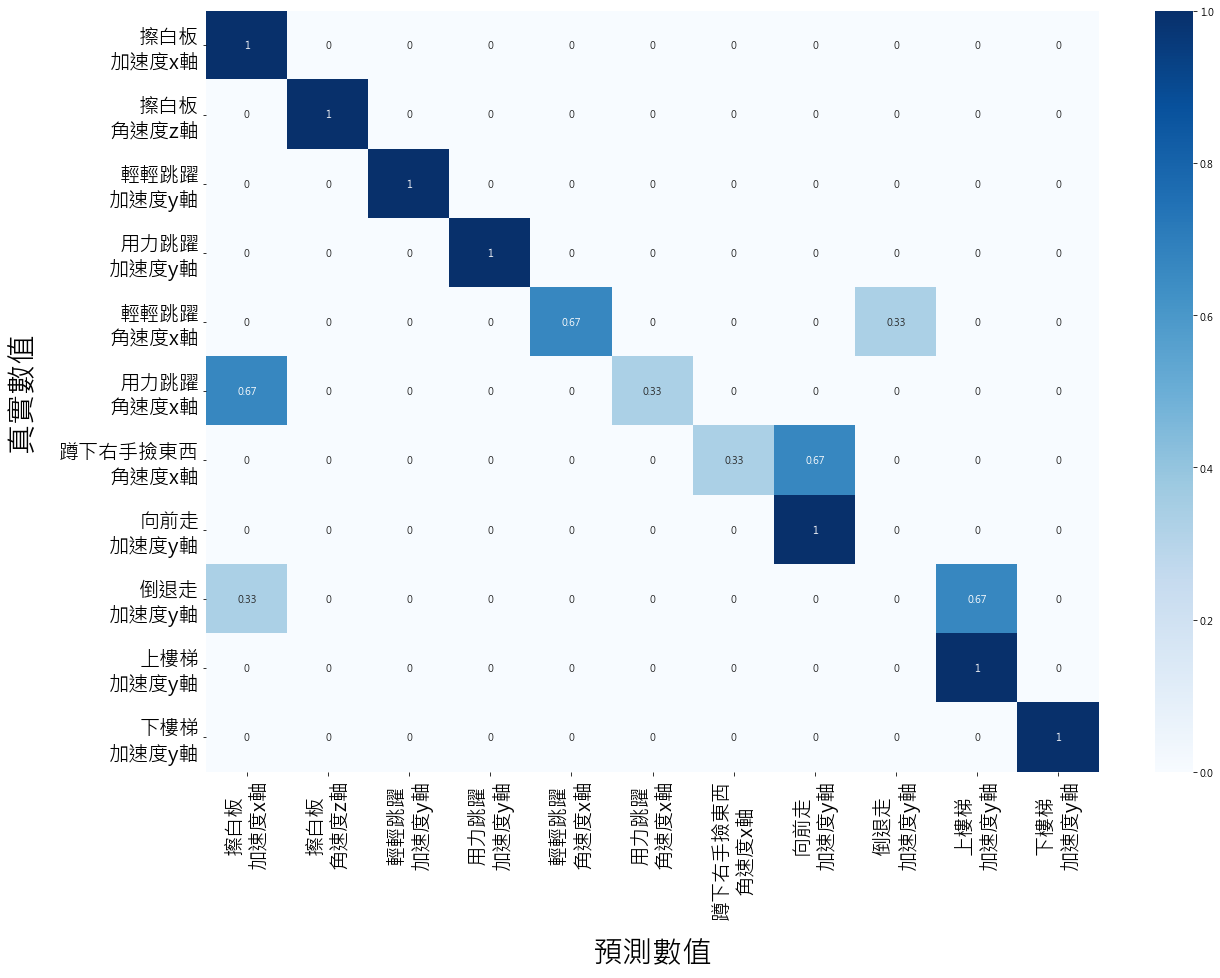 擦白板
加速度x軸
1 0 0 0 0 0 0 0 0 0 0
擦白板
角速度z軸
0 1 0 0 0 0 0 0 0 0 0
輕輕跳躍
加速度y軸
0 0 1 0 0 0 0 0 0 0 0
用力跳躍
加速度y軸
0 0 0 1 0 0 0 0 0 0 0
輕輕跳躍
角速度x軸
0 0 0 0 0.67 0 0 0 0.33 0 0
用力跳躍
角速度x軸
0.67 0 0 0 0 0.33 0 0 0 0 0
蹲下右手撿東西
角速度x軸
0 0 0 0 0 0 0.33 0.67 0 0 0
向前走
加速度y軸
0 0 0 0 0 0 0 1 0 0 0
倒退走
加速度y軸
0.33 0 0 0 0 0 0 0 0 0.67 0
上樓梯
加速度y軸
0 0 0 0 0 0 0 0 0 1 0
下樓梯
加速度y軸
0 0 0 0 0 0 0 0 0 0 1
真實數值
擦白板
加速度x軸
擦白板
角速度z軸
輕輕跳躍
加速度y軸
用力跳躍
加速度y軸
輕輕跳躍
角速度x軸
用力跳躍
角速度x軸
蹲下右手撿東西
角速度x軸
向前走
加速度y軸
倒退走
加速度y軸
上樓梯
加速度y軸
下樓梯
加速度y軸
預測數值
1.0
0.8
0.6
0.4
0.2
0.0